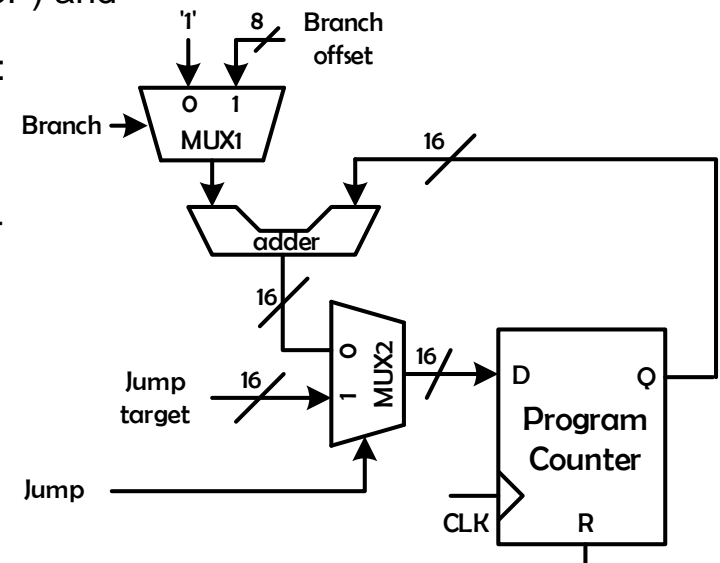 ) and
'1'
8
Branch
offset
0 1
Branch
MUX1
16
adder
16
0
MUX2
1
16
16
Jump
target
D
Q
Program
Counter
Jump
CLK
R